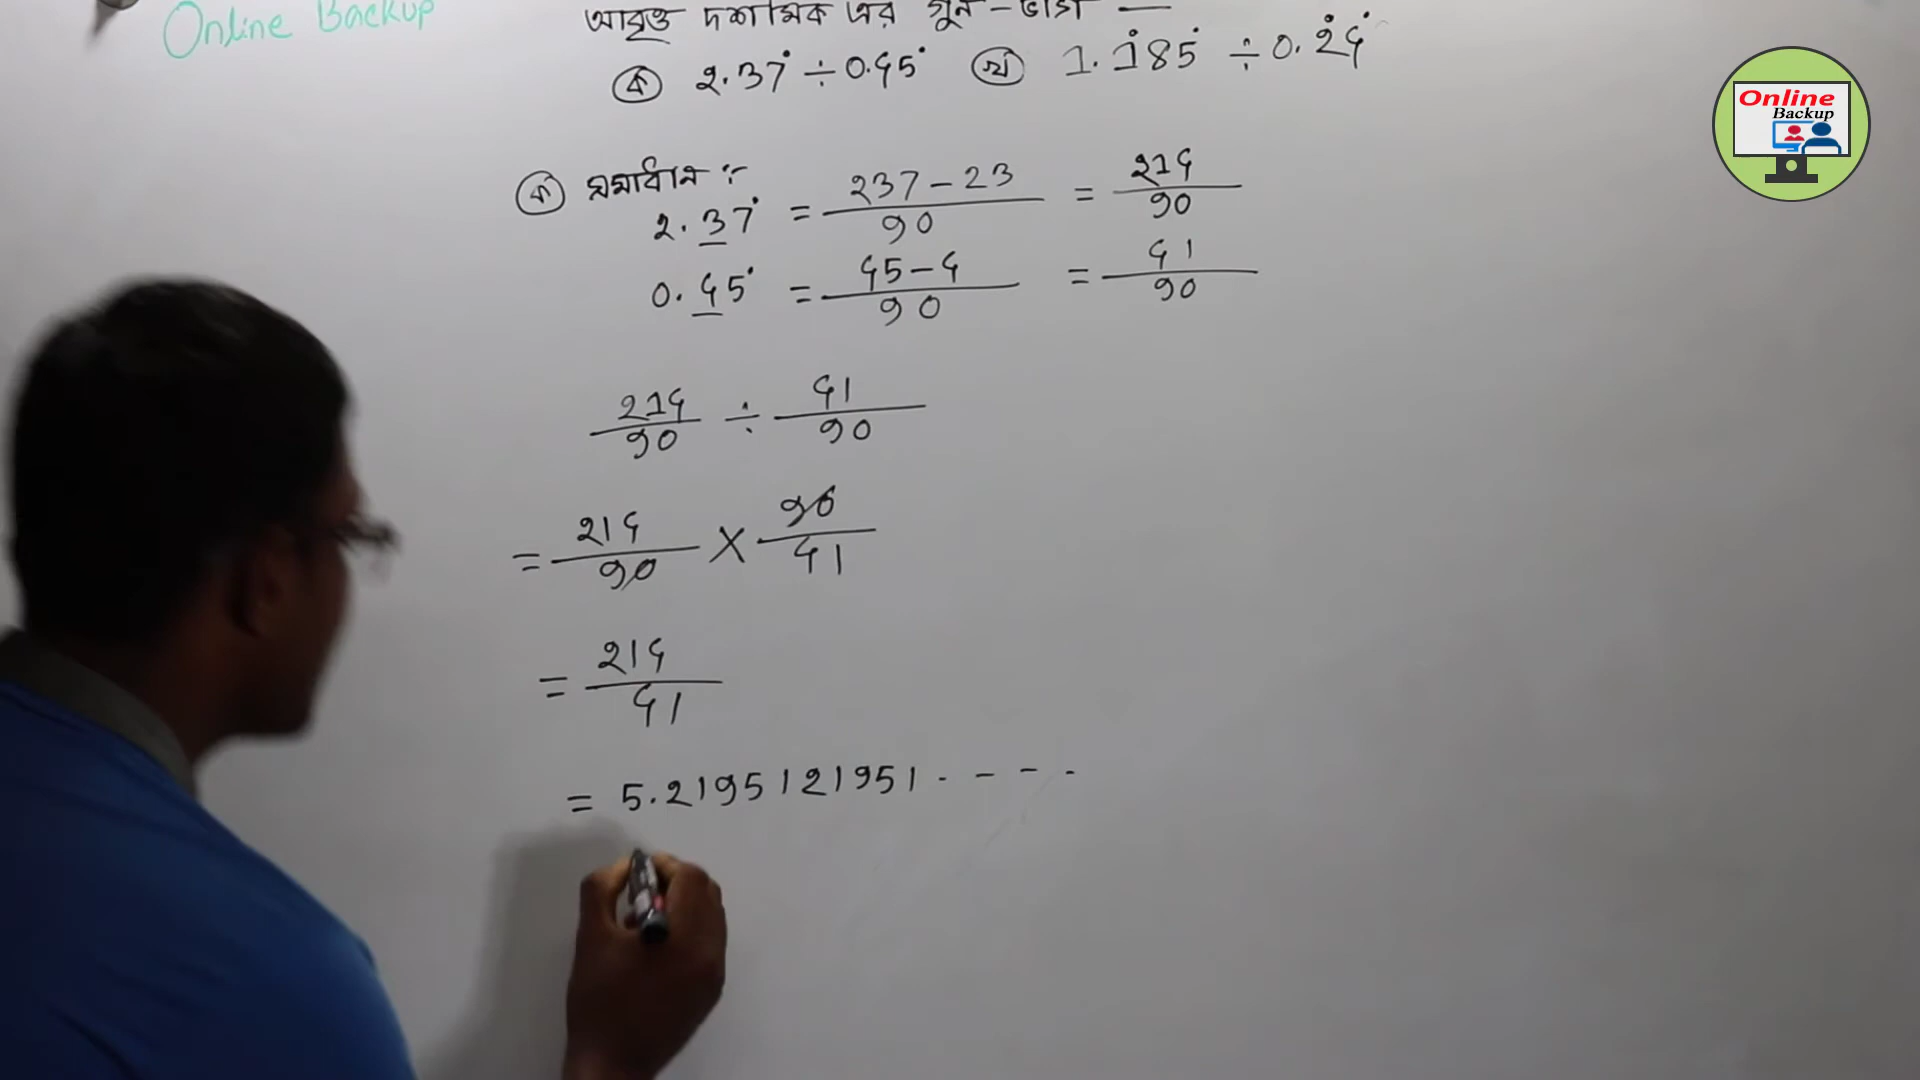 Online Backup
আবৃত্ত দশমিক এর গুন-ভাগ —
ক 2.37̇ ÷ 0.45̇ খ 1.1̇85̇ ÷ 0.2̇4̇
Online
Backup
ক সমাধান :
2.37̇ = 237-23/90 = 214/90
0.45̇ = 45-4/90 = 41/90
214/90 ÷ 41/90
= 214/90 × 90/41
= 214/41
= 5.2195121951....